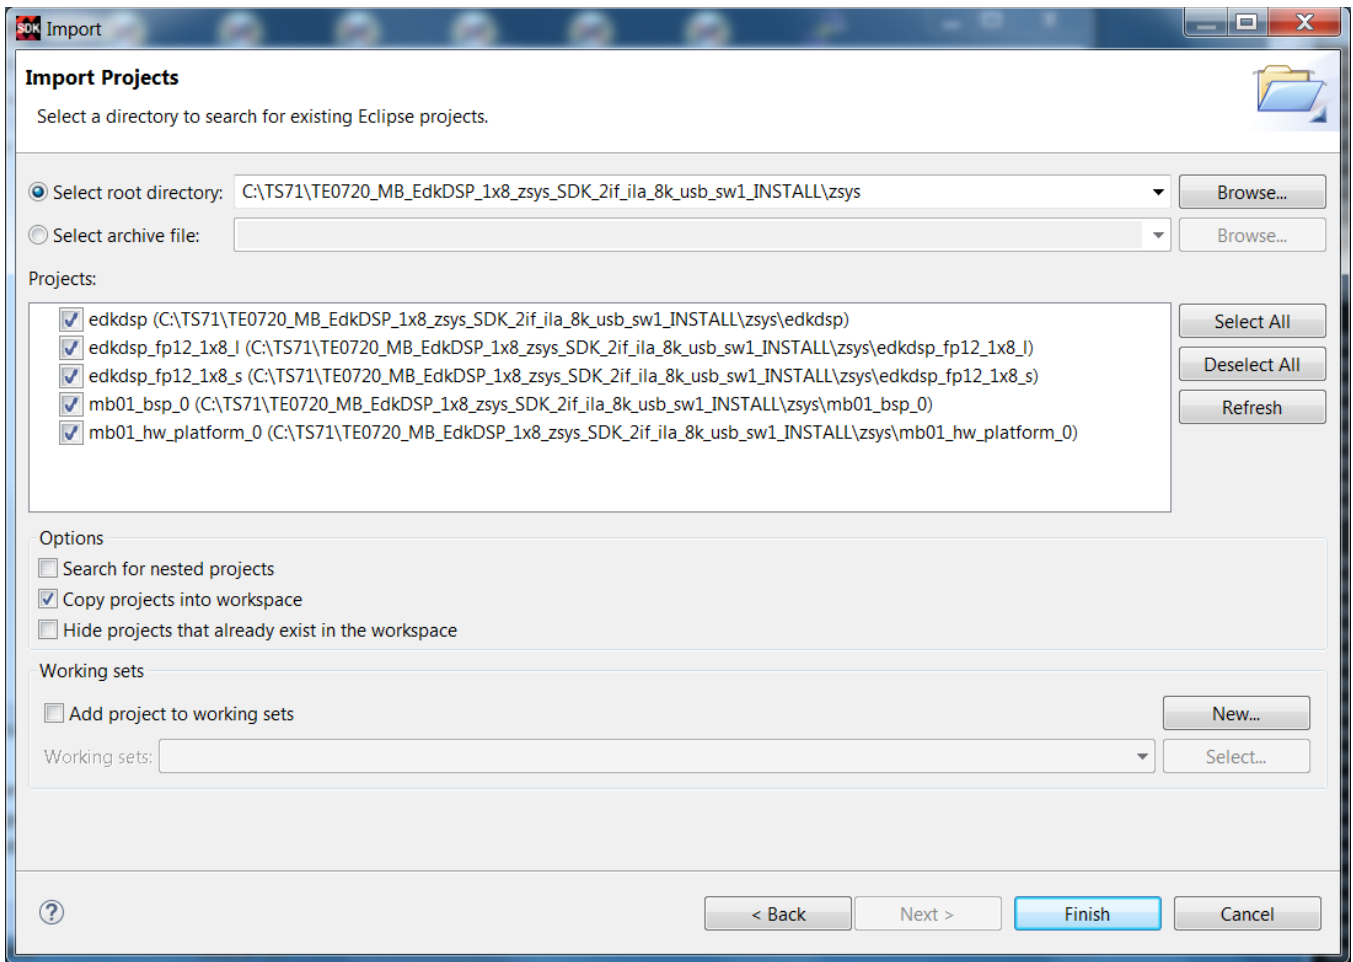 SDK Import
Import Projects
Select a directory to search for existing Eclipse projects.
Select root directory: C:\TS71\TE0720_MB_EdkDSP_1x8_zsys_SDK_2if_ila_8k_usb_sw1_INSTALL\zsys Browse...
Select archive file: Browse...
Projects:
edkdsp (C:\TS71\TE0720_MB_EdkDSP_1x8_zsys_SDK_2if_ila_8k_usb_sw1_INSTALL\zsys\edkdsp) Select All
edkdsp_fp12_1x8_l (C:\TS71\TE0720_MB_EdkDSP_1x8_zsys_SDK_2if_ila_8k_usb_sw1_INSTALL\zsys\edkdsp_fp12_1x8_l)
edkdsp_fp12_1x8_s (C:\TS71\TE0720_MB_EdkDSP_1x8_zsys_SDK_2if_ila_8k_usb_sw1_INSTALL\zsys\edkdsp_fp12_1x8_s) Deselect All
mb01_bsp_0 (C:\TS71\TE0720_MB_EdkDSP_1x8_zsys_SDK_2if_ila_8k_usb_sw1_INSTALL\zsys\mb01_bsp_0) Refresh
mb01_hw_platform_0 (C:\TS71\TE0720_MB_EdkDSP_1x8_zsys_SDK_2if_ila_8k_usb_sw1_INSTALL\zsys\mb01_hw_platform_0)
Options
Search for nested projects
Copy projects into workspace
Hide projects that already exist in the workspace
Working sets
Add project to working sets New...
Working sets: Select...
? < Back Next > Finish Cancel